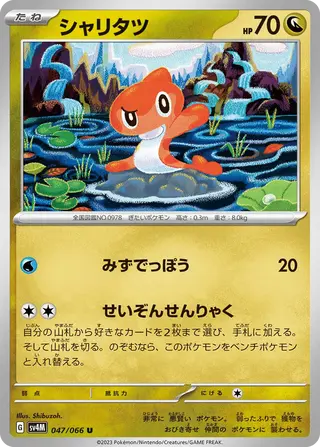 たね
シャリタツ
HP70
全国図鑑NO.0978 ぎたいポケモン 高さ：0.3m 重さ：8.0kg
みずでっぽう 20
せいぞんせんりゃく
自分の山札から好きなカードを2枚まで選び、手札に加える。
そして山札を切る。のぞむなら、このポケモンをベンチポケモン
と入れ替える。
弱点 抵抗力 にげる
Illus. Shibuzoh.
G sv4M 047/066 U
©2023 Pokémon/Nintendo/Creatures/GAME FREAK.